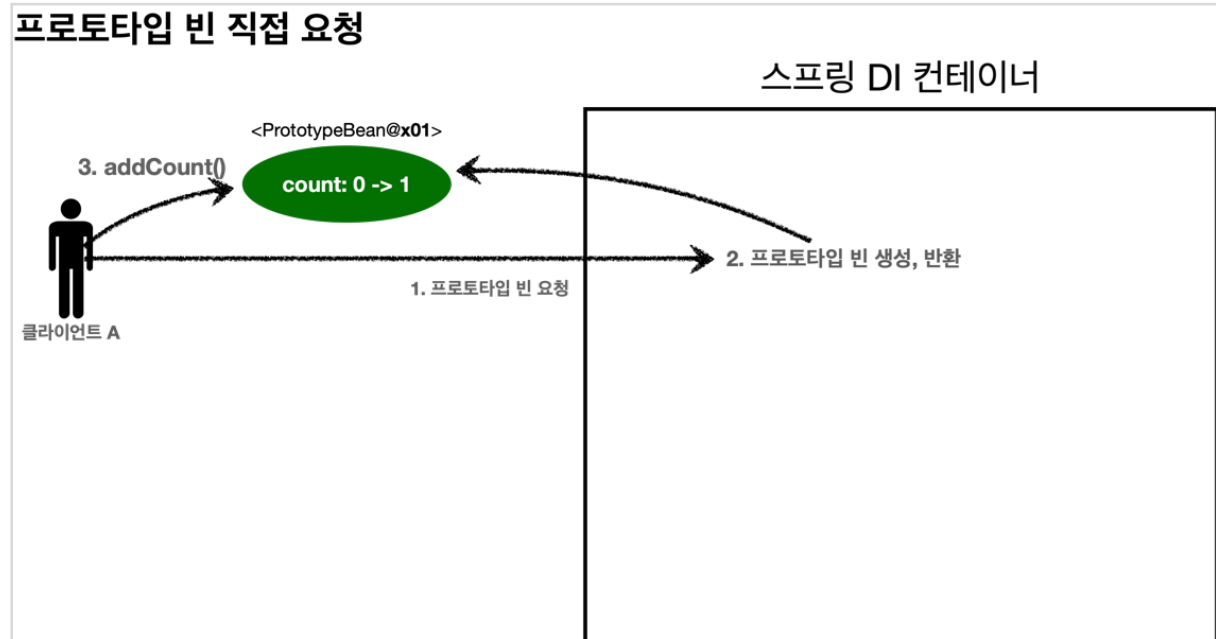 프로토타입 빈 직접 요청
스프링 DI 컨테이너
<PrototypeBean@x01>
3. addCount()
count: 0 -> 1
2. 프로토타입 빈 생성, 반환
1. 프로토타입 빈 요청
클라이언트 A